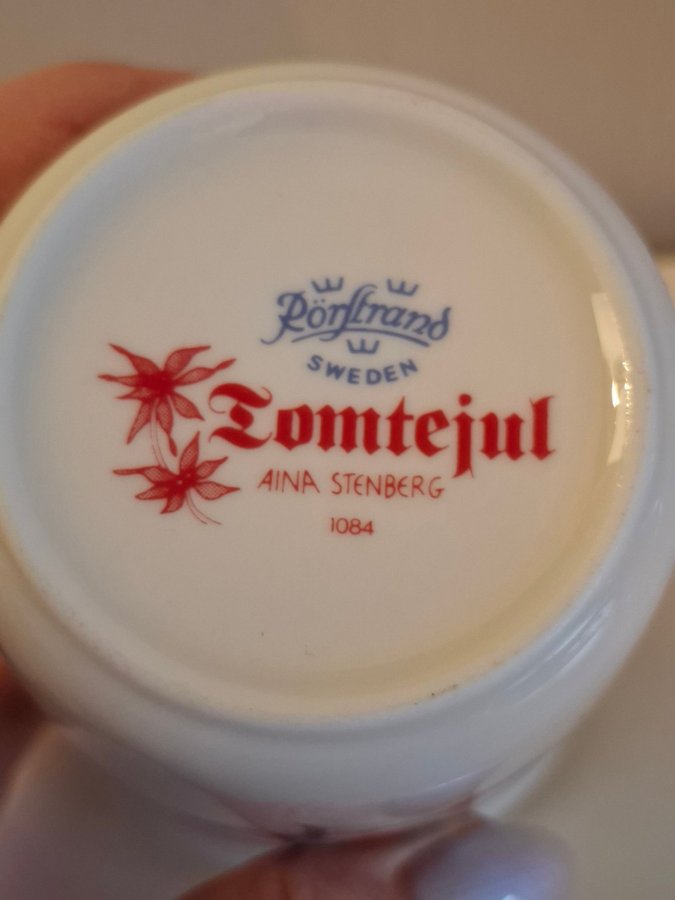 Rörstrand
SWEDEN
Tomtejul
AINA STENBERG
1084